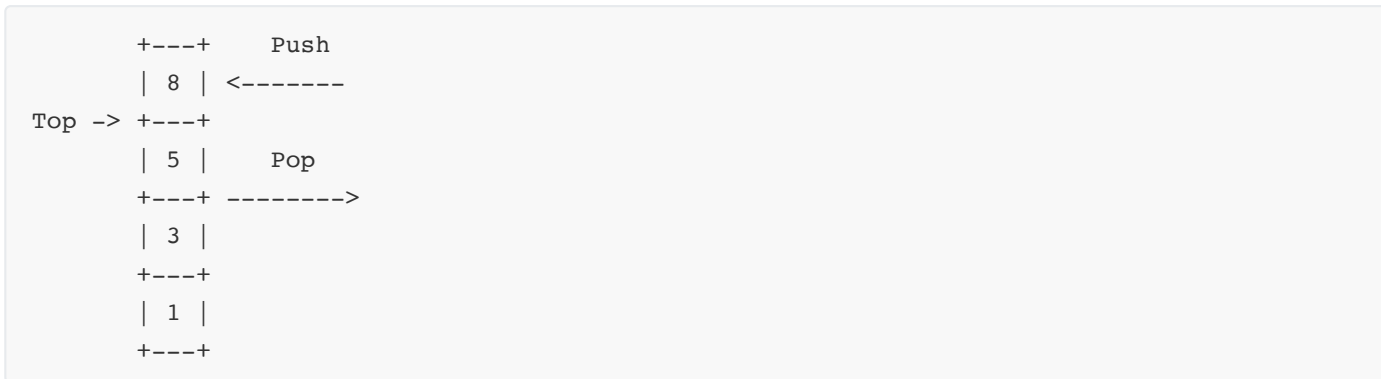 +---+    Push
| 8 | <-------
Top -> +---+
| 5 |    Pop
+---+ -------->
| 3 |
+---+
| 1 |
+---+